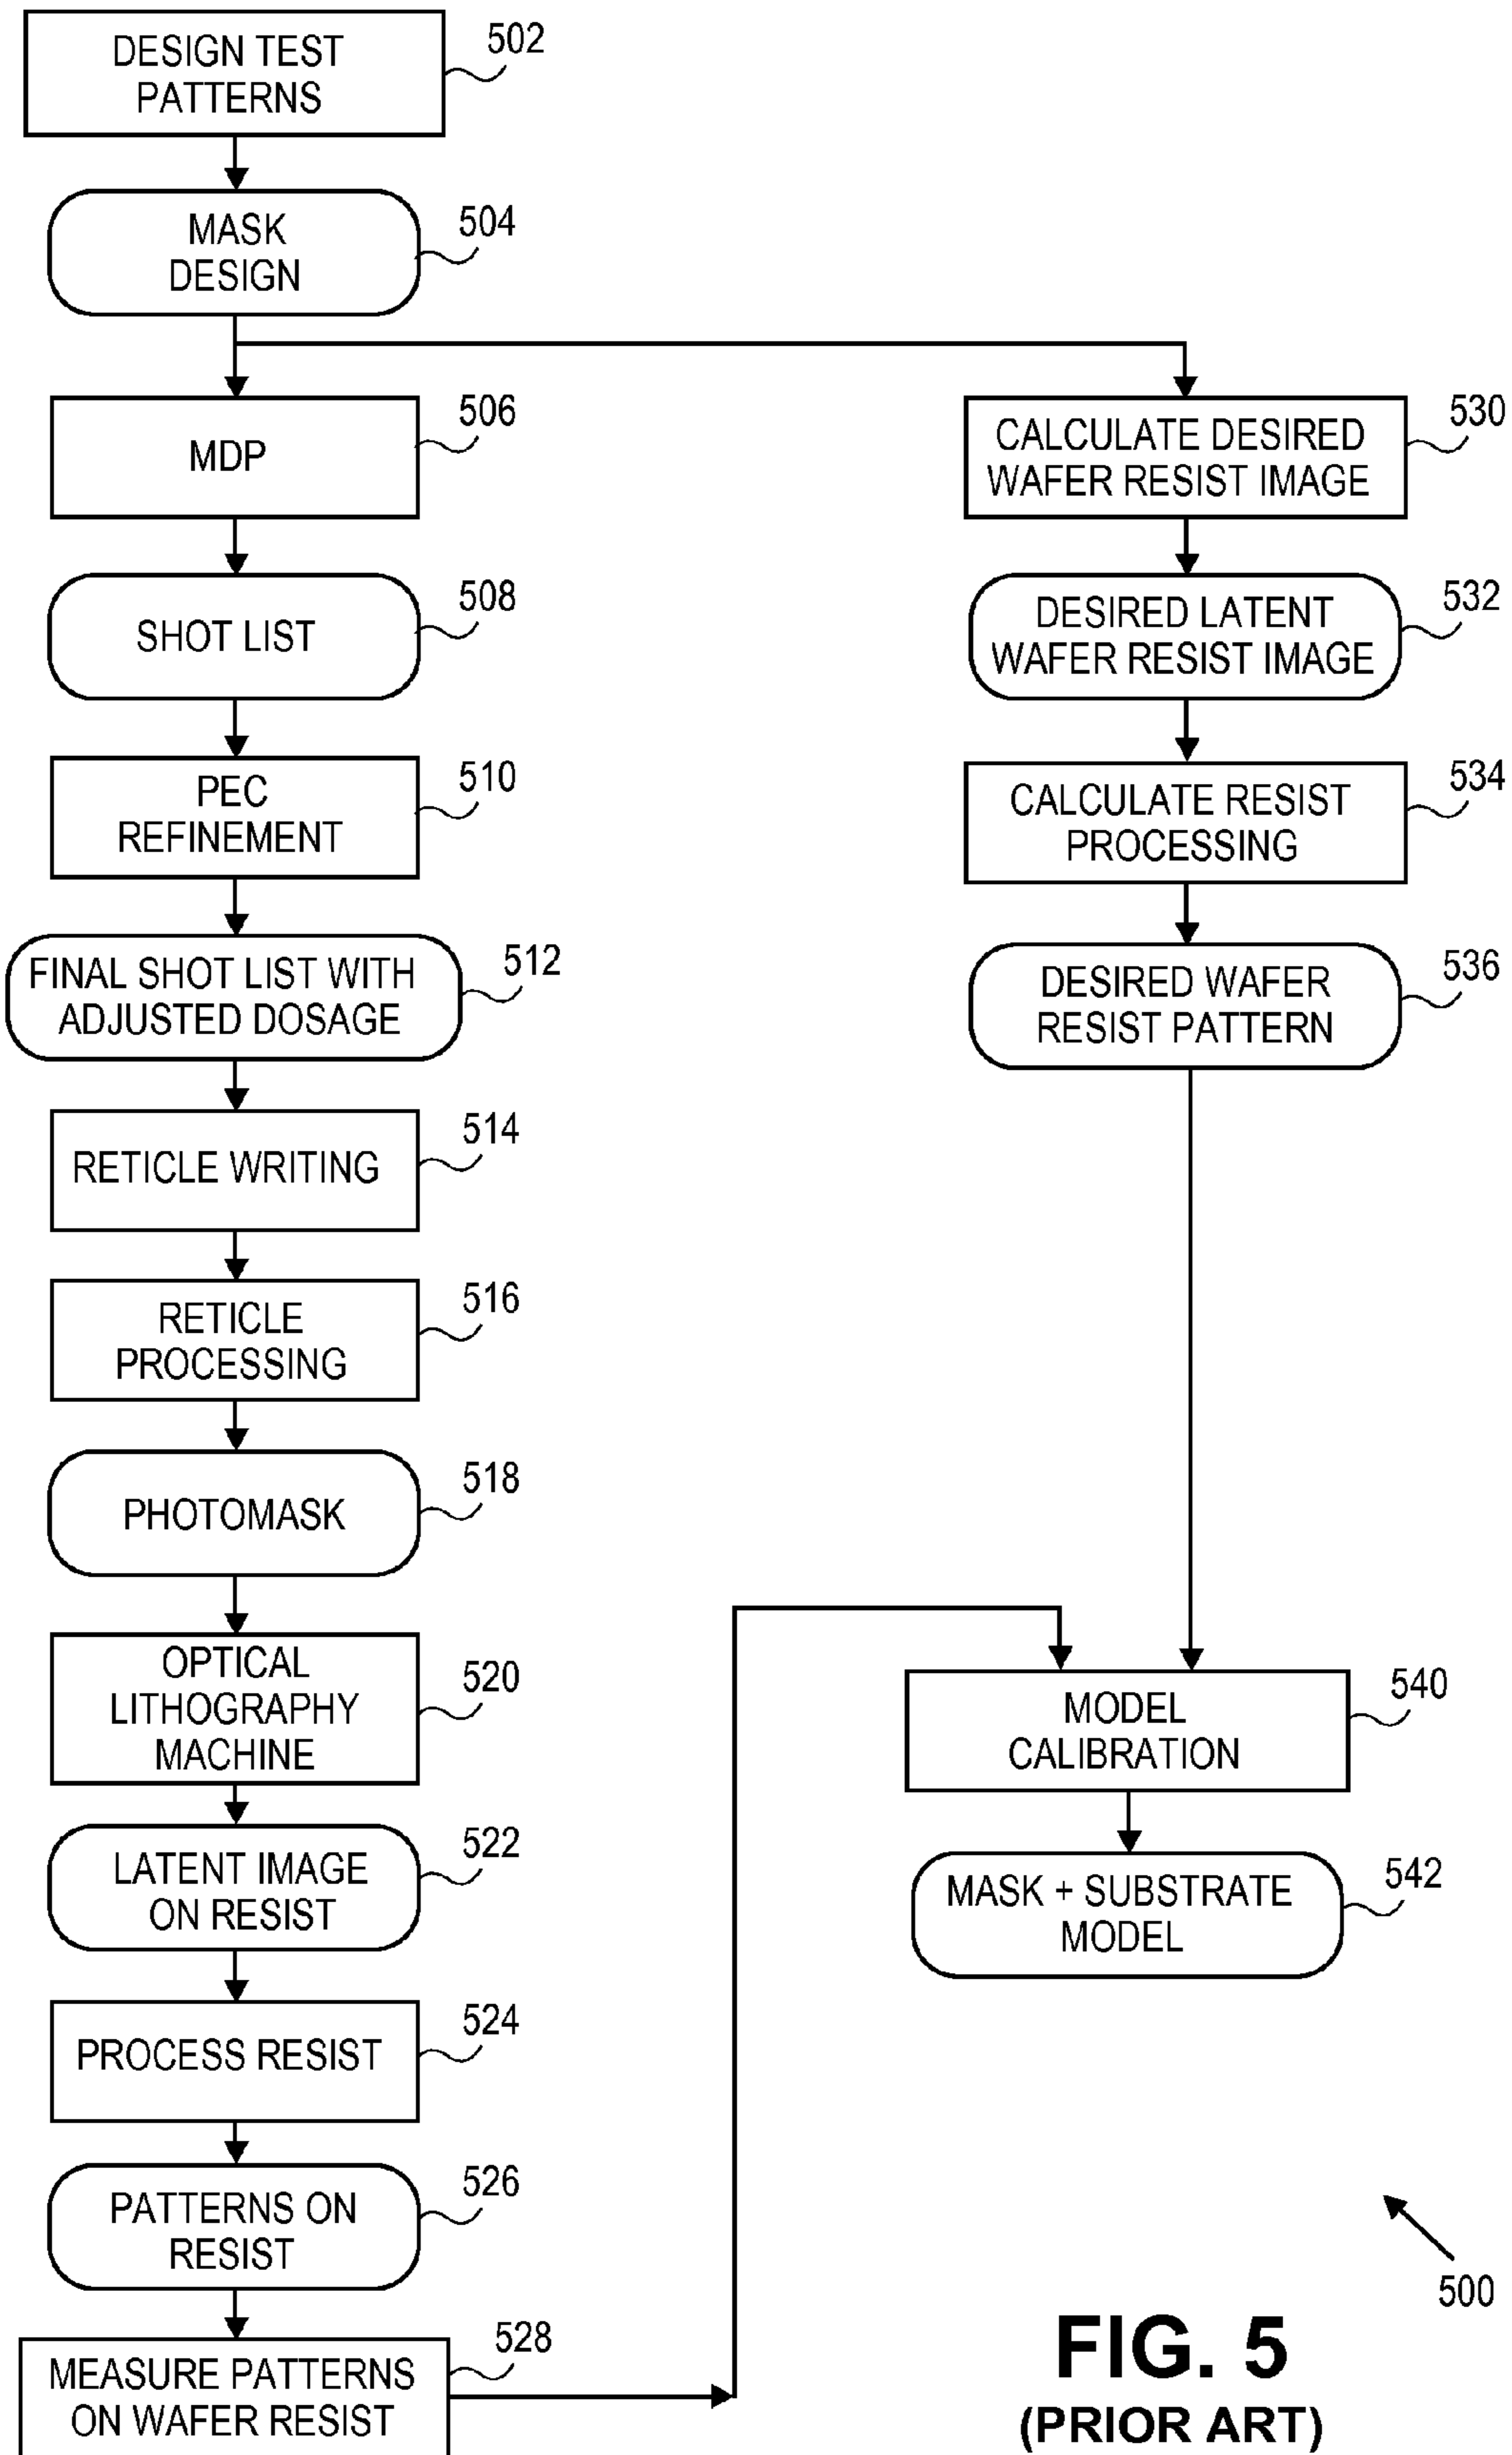 DESIGN TEST
PATTERNS
502
MASK
DESIGN
504
MDP
506
SHOT LIST
508
PEC
REFINEMENT
510
FINAL SHOT LIST WITH
ADJUSTED DOSAGE
512
RETICLE WRITING
514
RETICLE
PROCESSING
516
PHOTOMASK
518
OPTICAL
LITHOGRAPHY
MACHINE
520
LATENT IMAGE
ON RESIST
522
PROCESS RESIST
524
PATTERNS ON
RESIST
526
MEASURE PATTERNS
ON WAFER RESIST
528
CALCULATE DESIRED
WAFER RESIST IMAGE
530
DESIRED LATENT
WAFER RESIST IMAGE
532
CALCULATE RESIST
PROCESSING
534
DESIRED WAFER
RESIST PATTERN
536
MODEL
CALIBRATION
540
MASK + SUBSTRATE
MODEL
542
500
FIG. 5
(PRIOR ART)